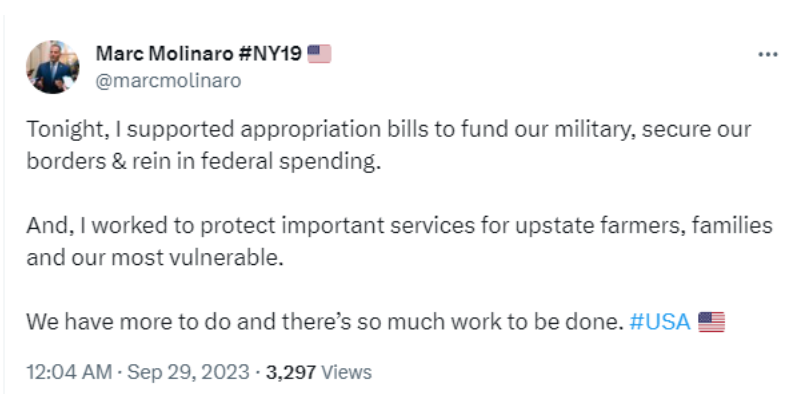 Marc Molinaro #NY19 🇺🇸
@marcmolinaro
Tonight, I supported appropriation bills to fund our military, secure our
borders & rein in federal spending.
And, I worked to protect important services for upstate farmers, families
and our most vulnerable.
We have more to do and there’s so much work to be done. #USA 🇺🇸
12:04 AM · Sep 29, 2023 · 3,297 Views